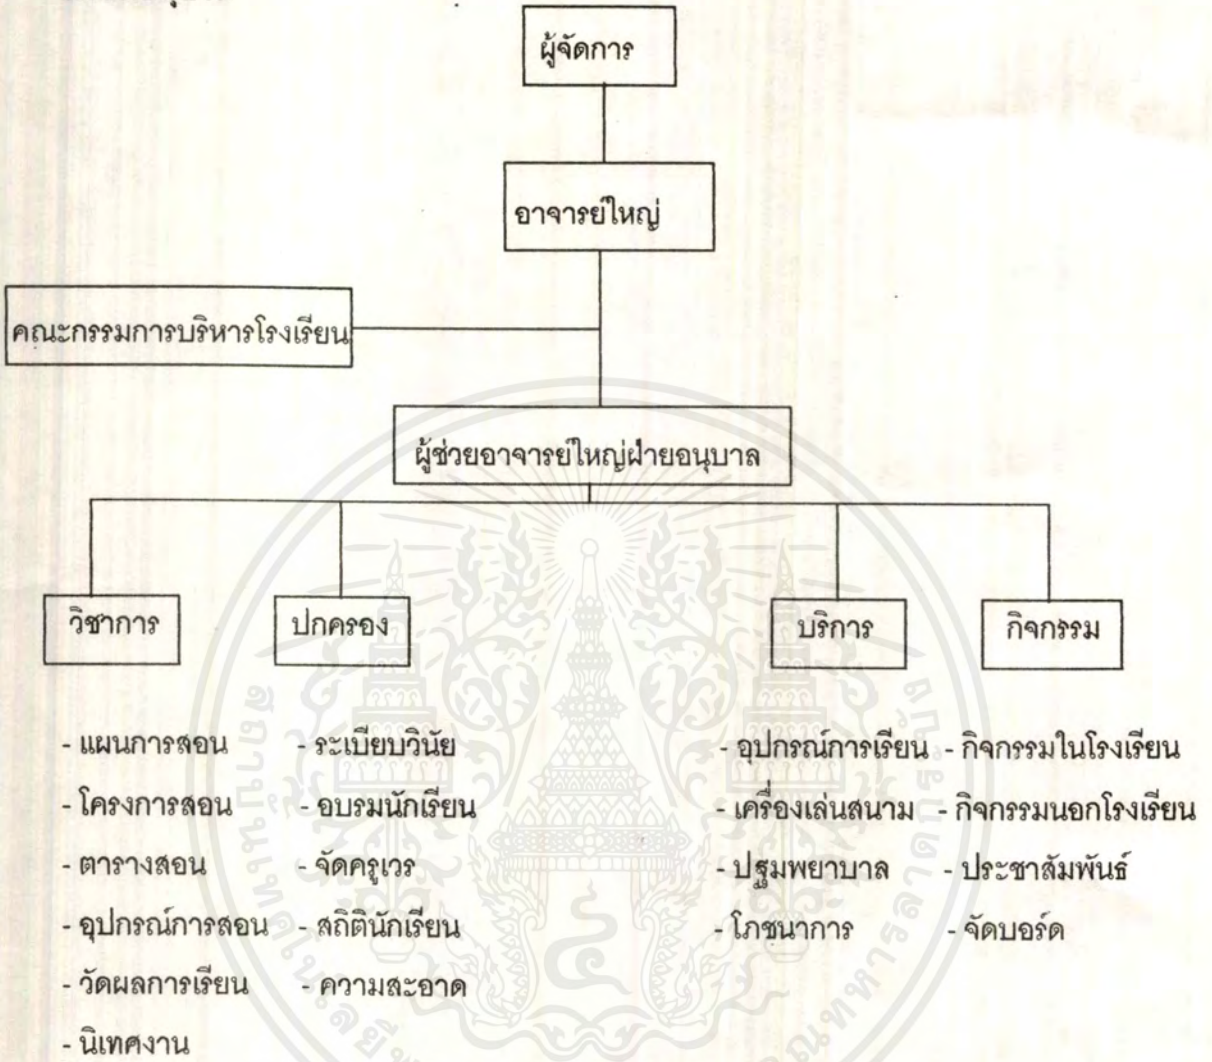 ผู้จัดการ
อาจารย์ใหญ่
คณะกรรมการบริหารโรงเรียน
ผู้ช่วยอาจารย์ใหญ่ฝ่ายอนุบาล
วิชาการ ปกครอง บริการ กิจกรรม
- แผนการสอน - ระเบียบวินัย - อุปกรณ์การเรียน - กิจกรรมในโรงเรียน
- โครงการสอน - อบรมนักเรียน - เครื่องเล่นสนาม - กิจกรรมนอกโรงเรียน
- ตารางสอน - จัดครูเวร - ปฐมพยาบาล - ประชาสัมพันธ์
- อุปกรณ์การสอน - สถิตินักเรียน - โภชนาการ - จัดบอร์ด
- วัดผลการเรียน - ความสะอาด
- นิเทศงาน